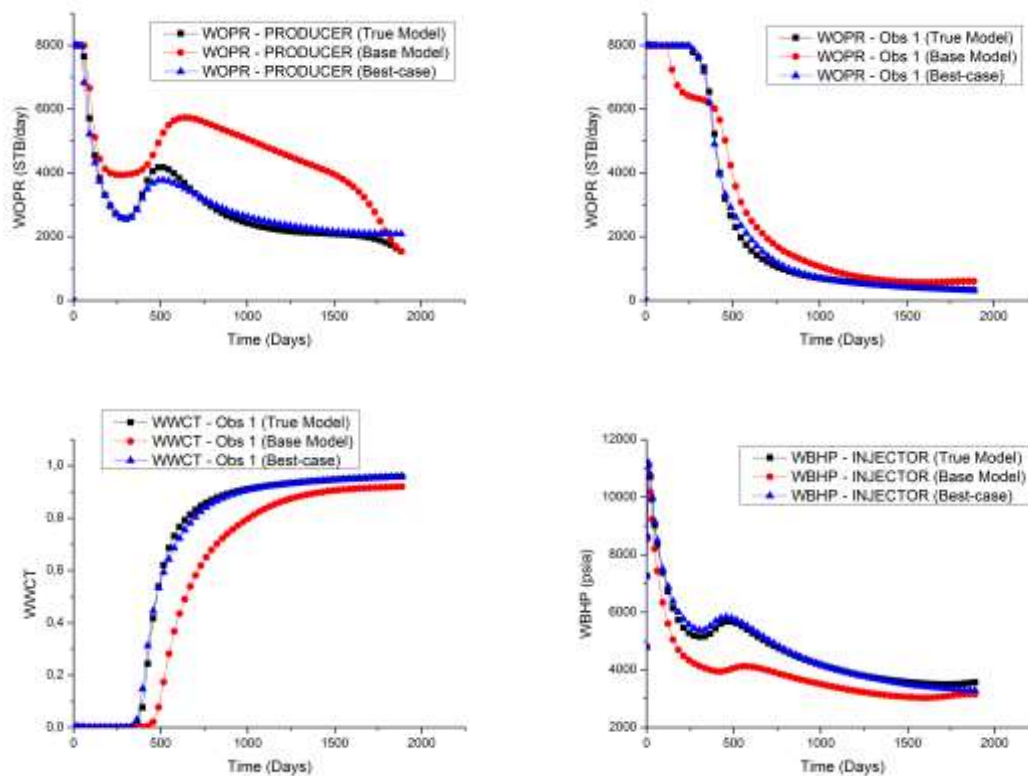 WOPR - PRODUCER (True Model)
WOPR - PRODUCER (Base Model)
WOPR - PRODUCER (Best-case)
8000
6000
4000
2000
0
WOPR (STB/day)
0 500 1000 1500 2000
Time (Days)
WOPR - Obs 1 (True Model)
WOPR - Obs 1 (Base Model)
WOPR - Obs 1 (Best-case)
8000
6000
4000
2000
0
WOPR (STB/day)
0 500 1000 1500 2000
Time (Days)
WWCT - Obs 1 (True Model)
WWCT - Obs 1 (Base Model)
WWCT - Obs 1 (Best-case)
1,0
0,8
0,6
0,4
0,2
0,0
WWCT
0 500 1000 1500 2000
Time (Days)
WBHP - INJECTOR (True Model)
WBHP - INJECTOR (Base Model)
WBHP - INJECTOR (Best-case)
12000
10000
8000
6000
4000
2000
WBHP (psia)
0 500 1000 1500 2000
Time (Days)